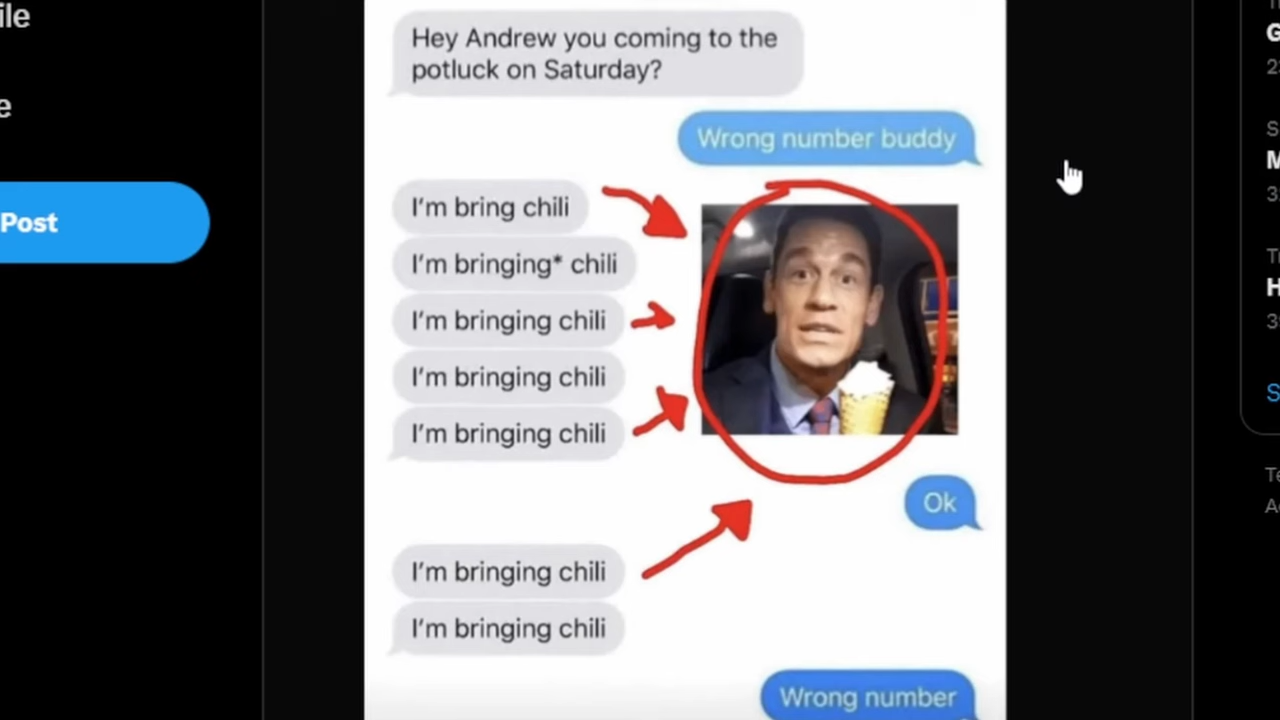 ile
e
Post
Hey Andrew you coming to the
potluck on Saturday?
Wrong number buddy
I'm bring chili
I'm bringing* chili
I'm bringing chili
I'm bringing chili
I'm bringing chili
Ok
I'm bringing chili
I'm bringing chili
Wrong number